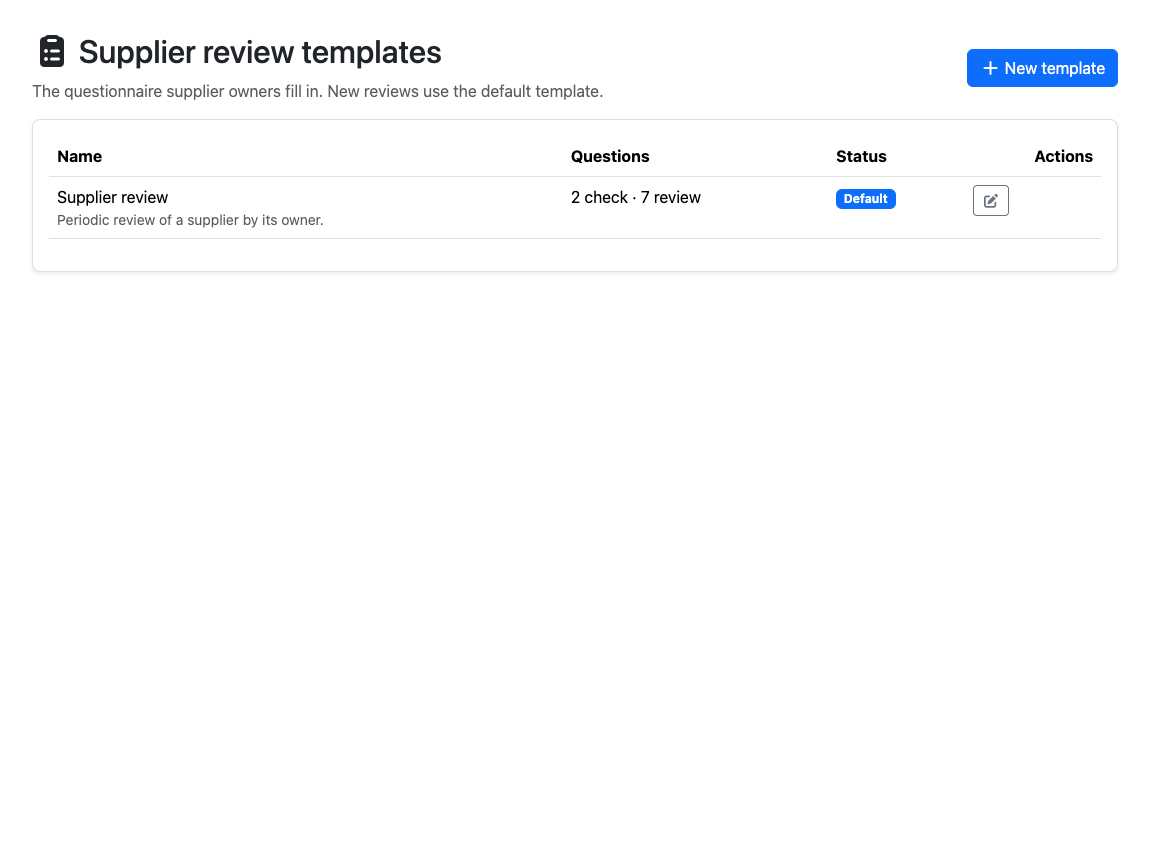 Supplier review templates
New template
The questionnaire supplier owners fill in. New reviews use the default template.
Name Questions Status Actions
Supplier review 2 check · 7 review Default
Periodic review of a supplier by its owner.